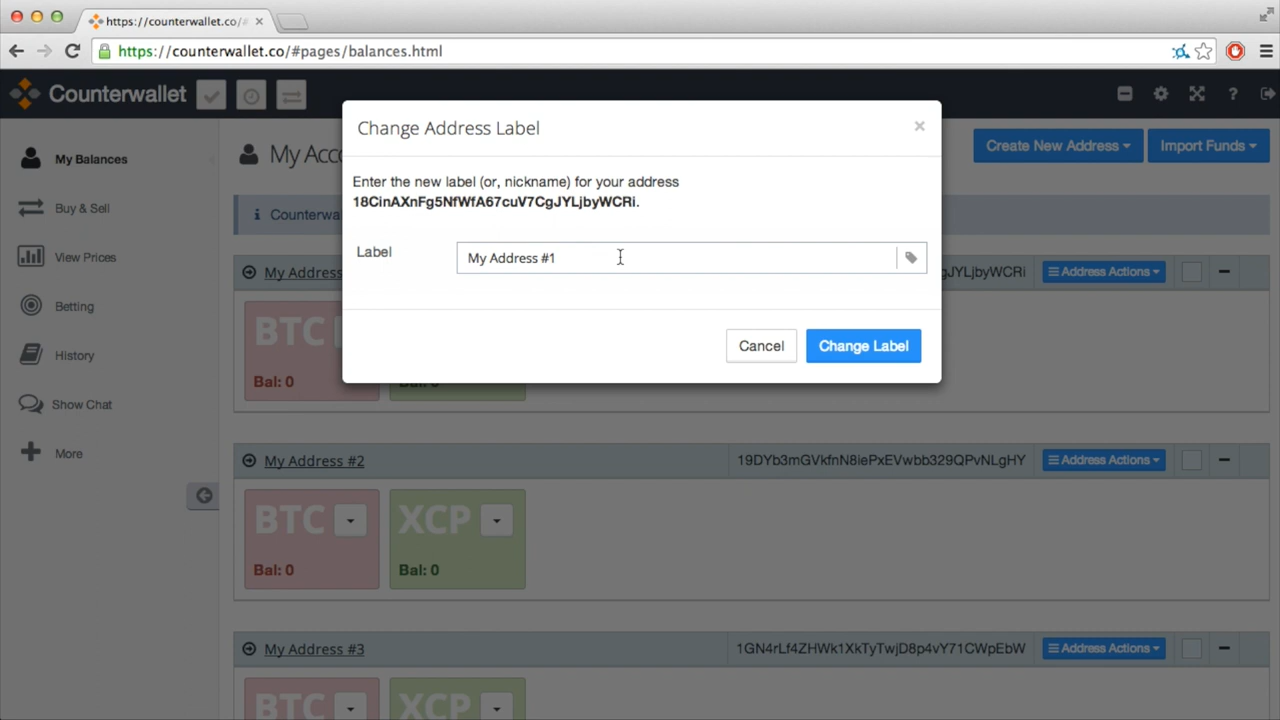 https://counterwallet.co/#
https://counterwallet.co/#pages/balances.html
Counterwallet
My Balances
Buy & Sell
View Prices
Betting
History
Show Chat
More
My Acco
Create New Address
Import Funds
Counterwa
Change Address Label
×
Enter the new label (or, nickname) for your address
18CinAXnFg5NfWfA67cuV7CgJYLjbyWCRi.
Label
My Address #1
Cancel
Change Label
My Address
gJYLjbyWCRi
Address Actions
BTC
Bal: 0
Bal: 0
My Address #2
19DYb3mGVkfnN8iePxEVwbb329QPvNLgHY
Address Actions
BTC
XCP
Bal: 0
Bal: 0
My Address #3
1GN4rLf4ZHWk1XkTyTwjD8p4vY71CWpEbW
Address Actions
BTC
XCP